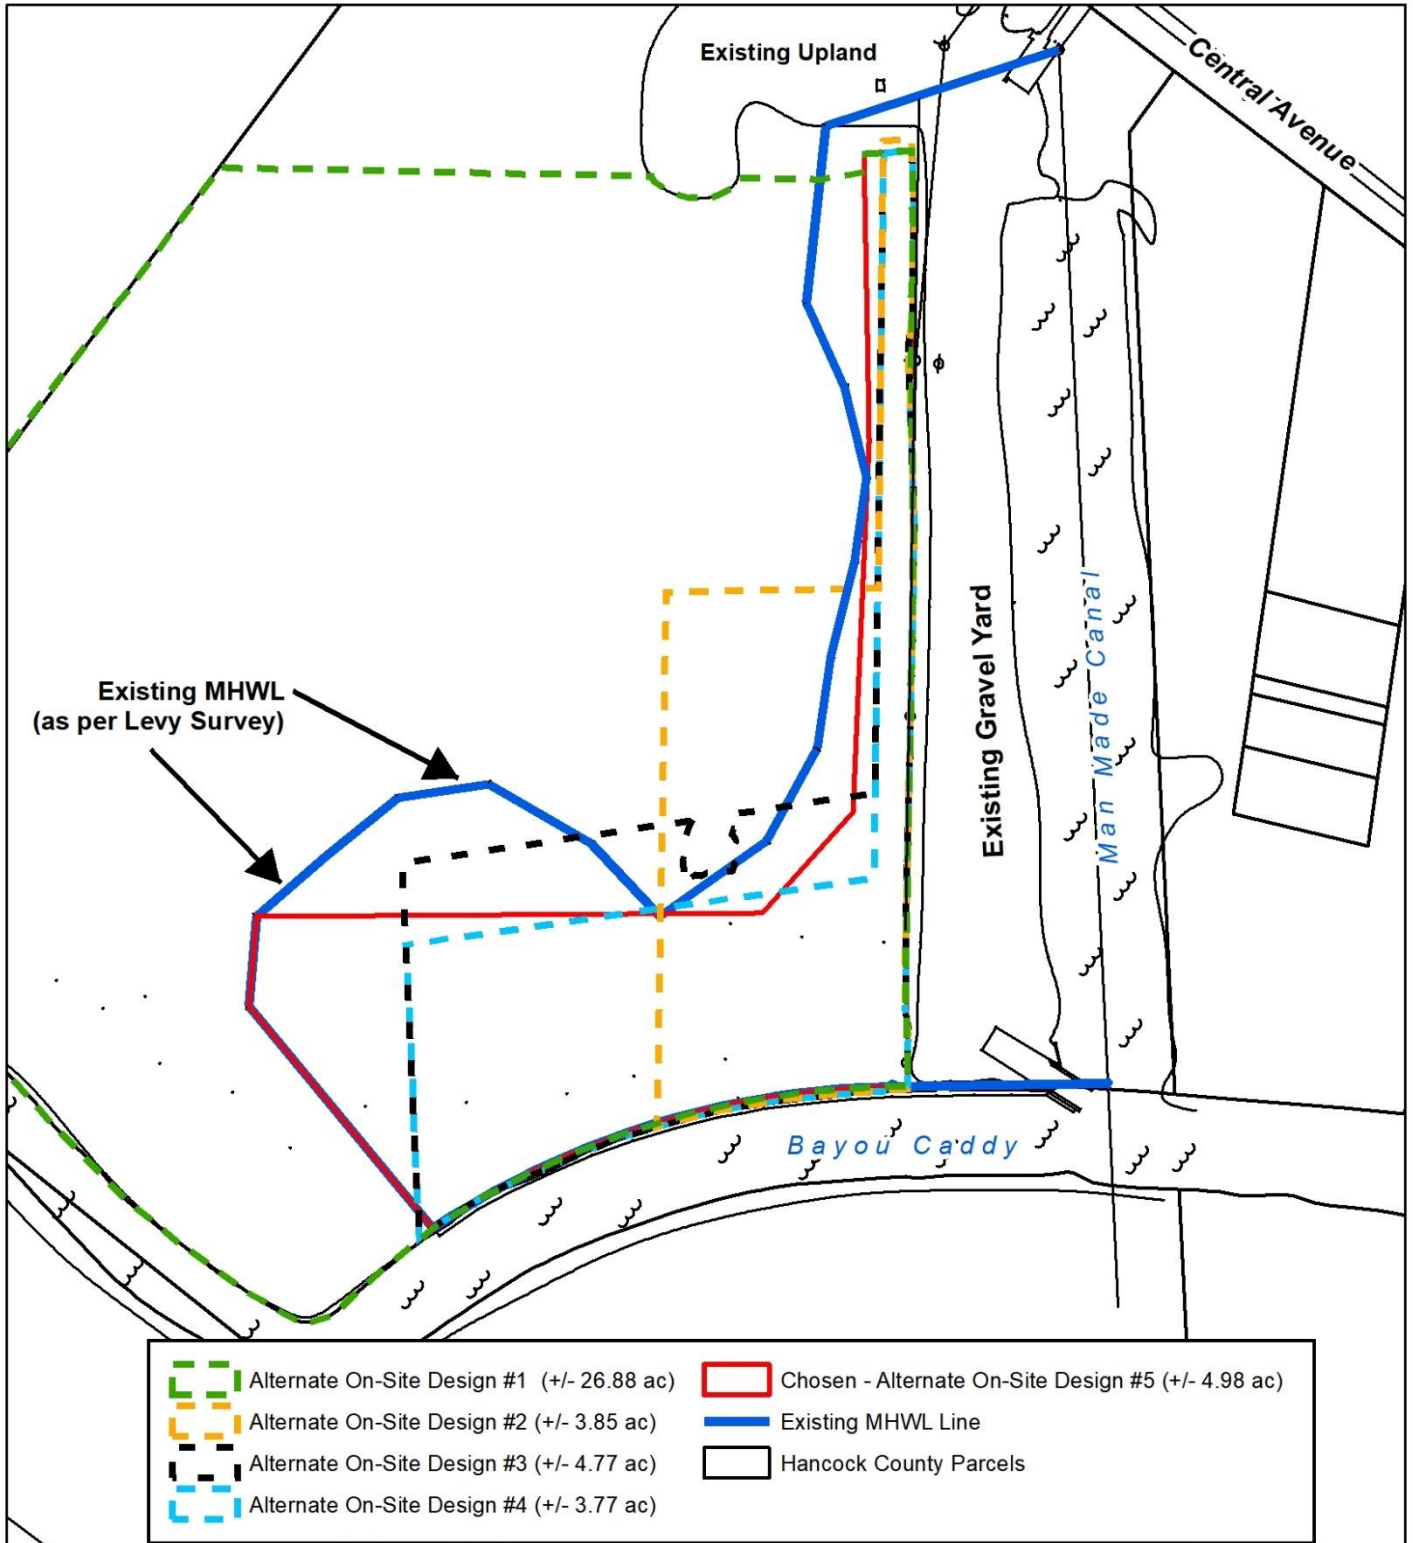 Existing Upland
Central Avenue
Existing MHWL
(as per Levy Survey)
Existing Gravel Yard
Man Made Canal
Bayou Caddy
Alternate On-Site Design #1 (+/- 26.88 ac)
Alternate On-Site Design #2 (+/- 3.85 ac)
Alternate On-Site Design #3 (+/- 4.77 ac)
Alternate On-Site Design #4 (+/- 3.77 ac)
Chosen - Alternate On-Site Design #5 (+/- 4.98 ac)
Existing MHWL Line
Hancock County Parcels